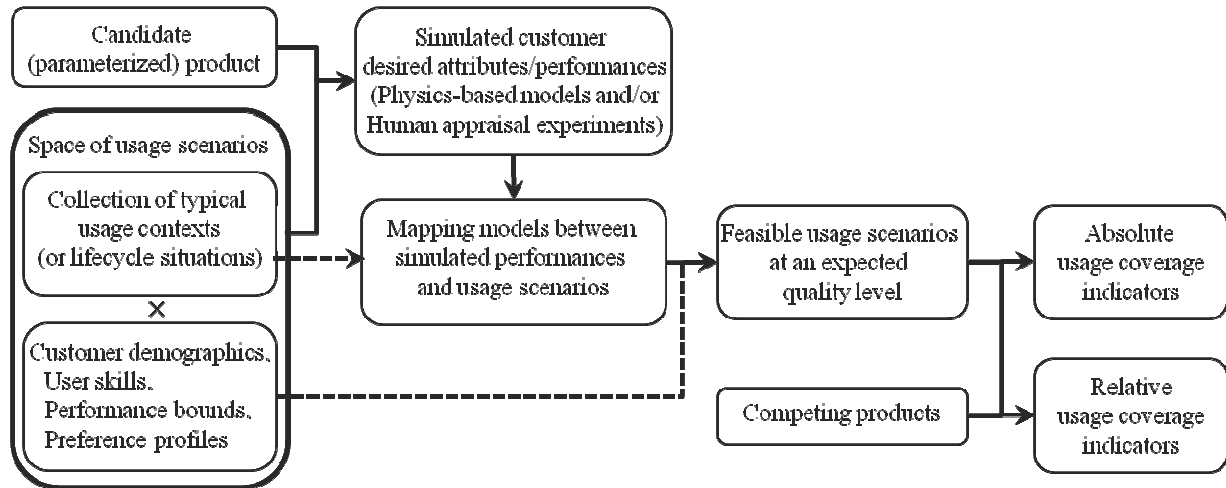 Candidate
(parameterized) product
Simulated customer
desired attributes/performances
(Physics-based models and/or
Human appraisal experiments)
Space of usage scenarios
Collection of typical
usage contexts
(or lifecycle situations)
×
Customer demographics,
User skills,
Performance bounds,
Preference profiles
Mapping models between
simulated performances
and usage scenarios
Feasible usage scenarios
at an expected
quality level
Absolute
usage coverage
indicators
Competing products
Relative
usage coverage
indicators